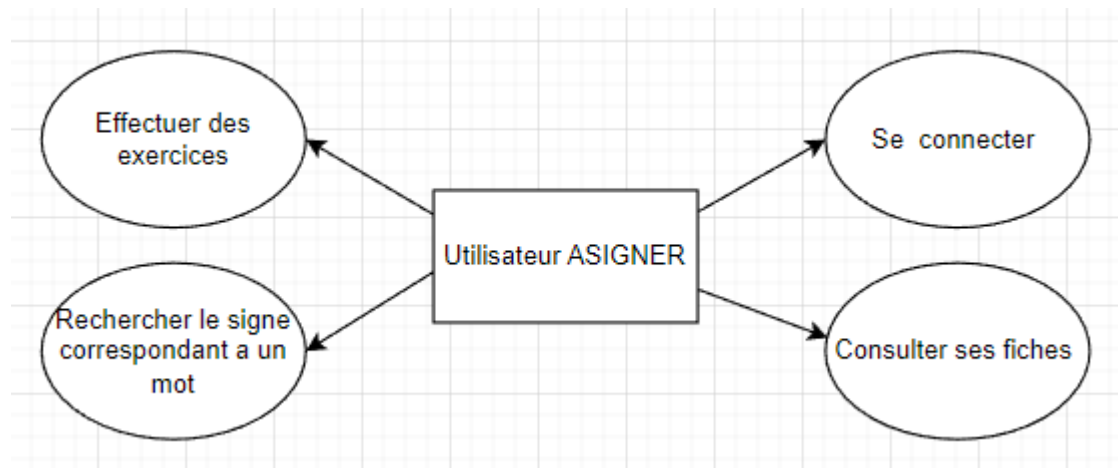 Effectuer des
exercices
Se connecter
Utilisateur ASIGNER
Rechercher le signe
correspondant a un
mot
Consulter ses fiches